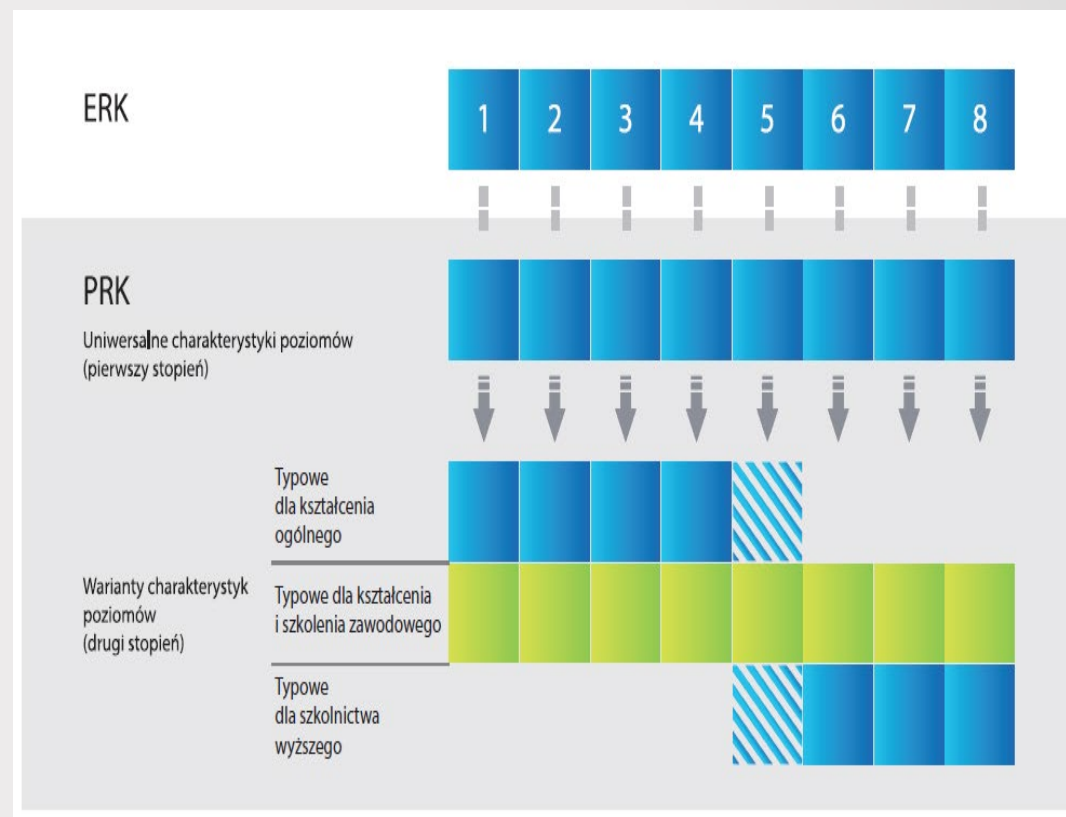 ERK
1 2 3 4 5 6 7 8
PRK
Uniwersalne charakterystyki poziomów
(pierwszy stopień)
Typowe
dla kształcenia
ogólnego
Warianty charakterystyk
poziomów
(drugi stopień)
Typowe dla kształcenia
i szkolenia zawodowego
Typowe
dla szkolnictwa
wyższego